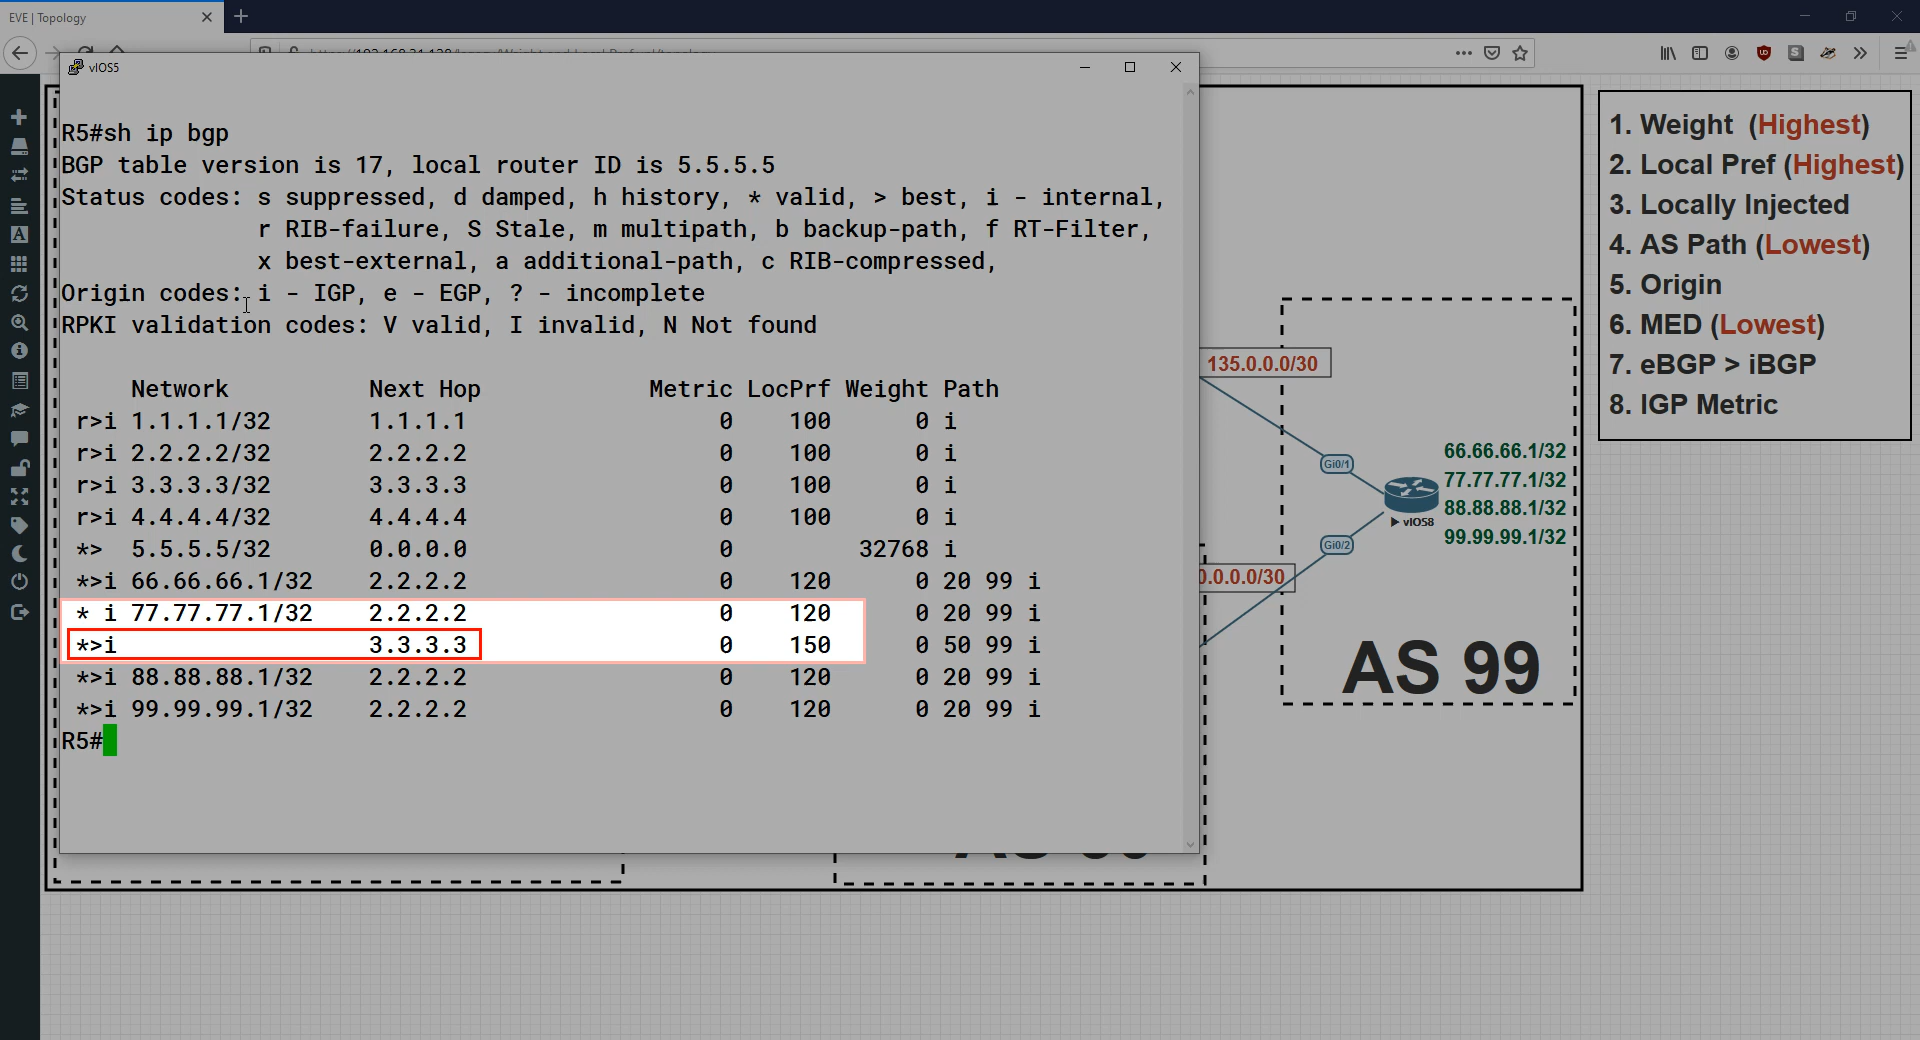 EVE | Topology
vIOS5
R5#sh ip bgp
BGP table version is 17, local router ID is 5.5.5.5
Status codes: s suppressed, d damped, h history, * valid, > best, i - internal,
r RIB-failure, S Stale, m multipath, b backup-path, f RT-Filter,
x best-external, a additional-path, c RIB-compressed,
Origin codes: i - IGP, e - EGP, ? - incomplete
RPKI validation codes: V valid, I invalid, N Not found
Network Next Hop Metric LocPrf Weight Path
r>i 1.1.1.1/32 1.1.1.1 0 100 0 i
r>i 2.2.2.2/32 2.2.2.2 0 100 0 i
r>i 3.3.3.3/32 3.3.3.3 0 100 0 i
r>i 4.4.4.4/32 4.4.4.4 0 100 0 i
*> 5.5.5.5/32 0.0.0.0 0 32768 i
*>i 66.66.66.1/32 2.2.2.2 0 120 0 20 99 i
* i 77.77.77.1/32 2.2.2.2 0 120 0 20 99 i
*>i 3.3.3.3 0 150 0 50 99 i
*>i 88.88.88.1/32 2.2.2.2 0 120 0 20 99 i
*>i 99.99.99.1/32 2.2.2.2 0 120 0 20 99 i
R5#
135.0.0.0/30
Gi0/1
66.66.66.1/32
77.77.77.1/32
88.88.88.1/32
99.99.99.1/32
vIOS8
Gi0/2
0.0.0.0/30
AS 99
1. Weight (Highest)
2. Local Pref (Highest)
3. Locally Injected
4. AS Path (Lowest)
5. Origin
6. MED (Lowest)
7. eBGP > iBGP
8. IGP Metric